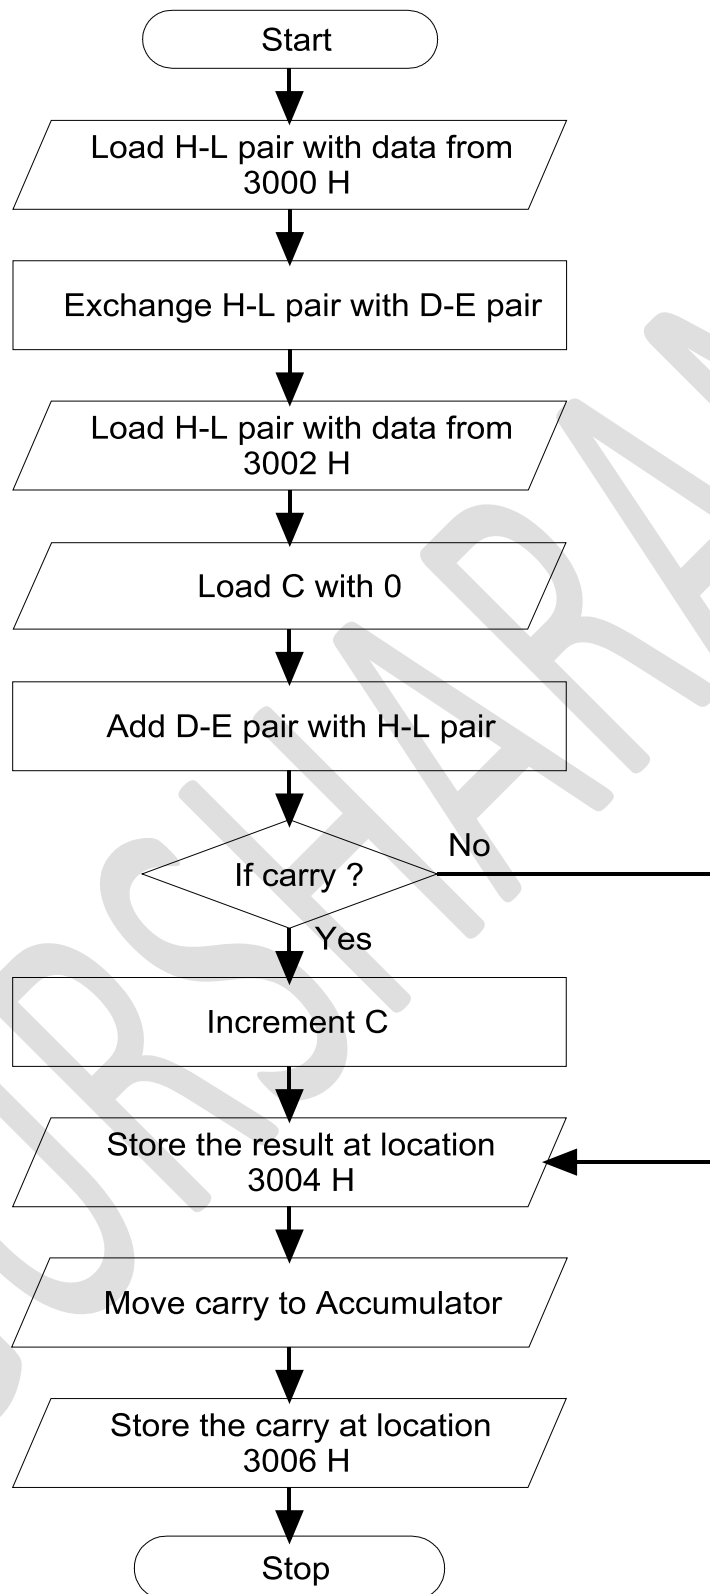 Start
Load H-L pair with data from
3000 H
Exchange H-L pair with D-E pair
Load H-L pair with data from
3002 H
Load C with 0
Add D-E pair with H-L pair
If carry ?
No
Yes
Increment C
Store the result at location
3004 H
Move carry to Accumulator
Store the carry at location
3006 H
Stop